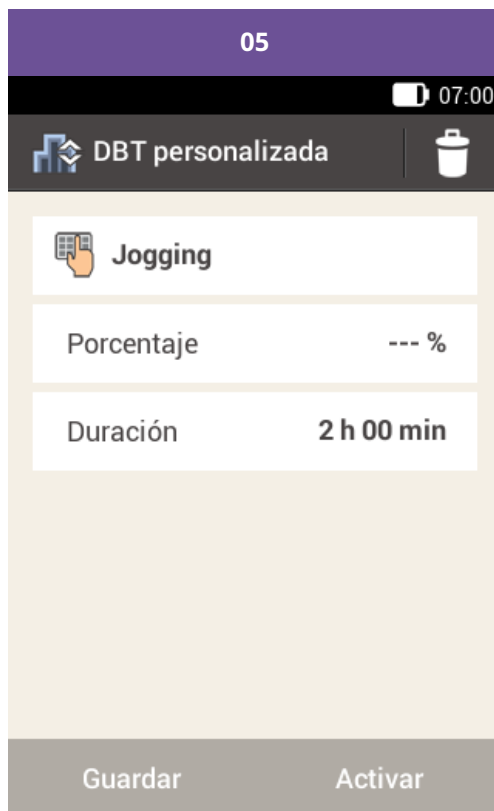 05
07:00
DBT personalizada
Jogging
Porcentaje --- %
Duración 2 h 00 min
Guardar Activar